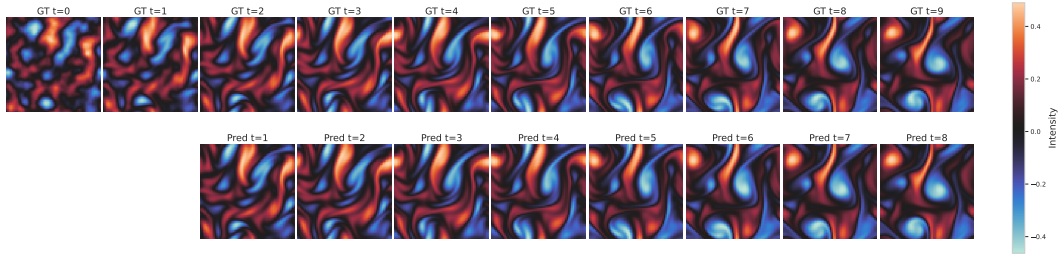 GT t=0 GT t=1 GT t=2 GT t=3 GT t=4 GT t=5 GT t=6 GT t=7 GT t=8 GT t=9
Pred t=1 Pred t=2 Pred t=3 Pred t=4 Pred t=5 Pred t=6 Pred t=7 Pred t=8
0.4
0.2
0.0
−0.2
−0.4
Intensity